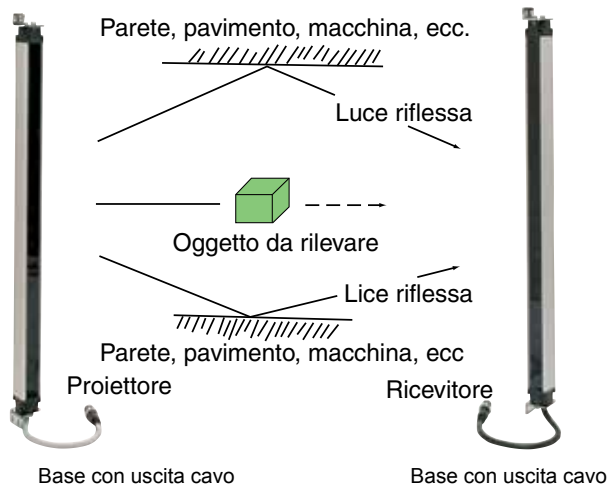 Parete, pavimento, macchina, ecc.
Luce riflessa
Oggetto da rilevare
Lice riflessa
Parete, pavimento, macchina, ecc
Proiettore
Ricevitore
Base con uscita cavo
Base con uscita cavo